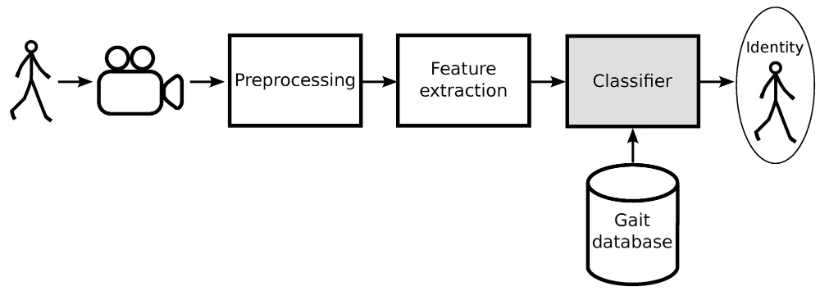 Preprocessing
Feature
extraction
Classifier
Identity
Gait
database